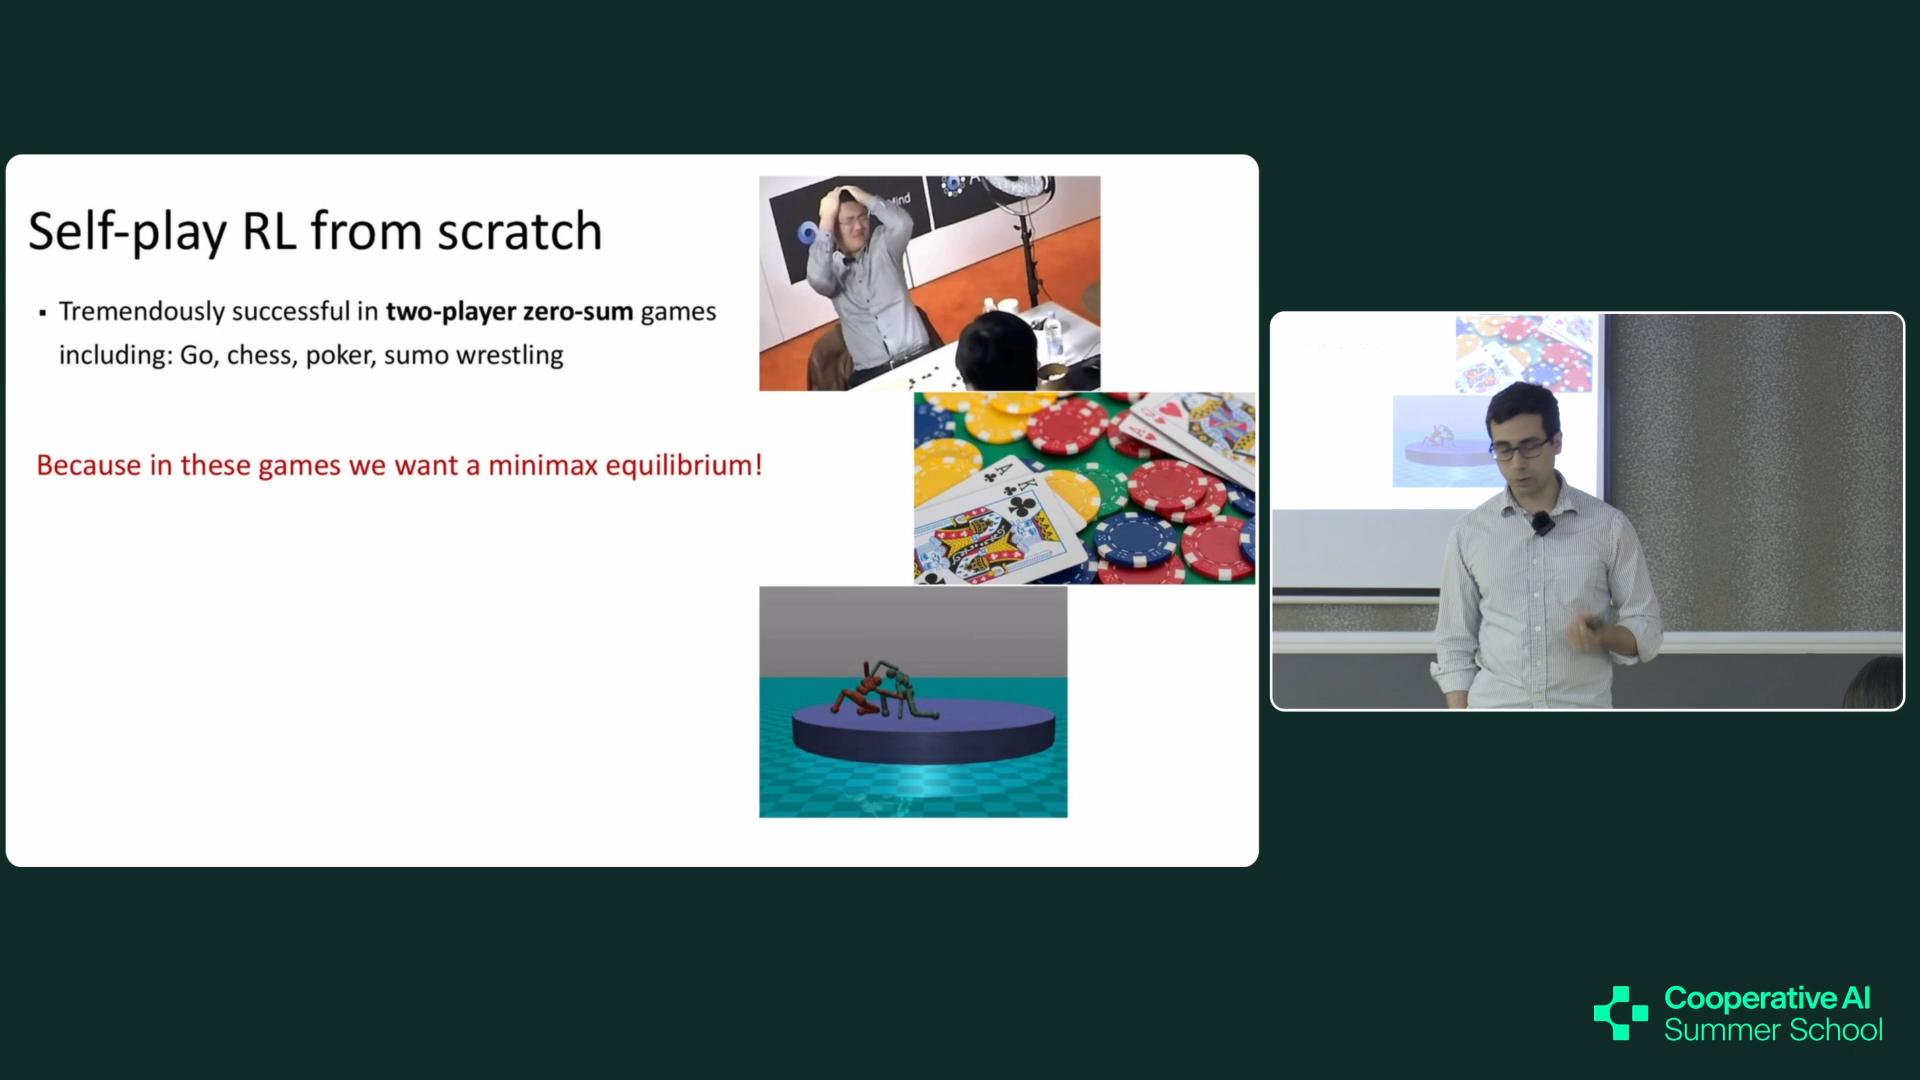 Self-play RL from scratch
▪ Tremendously successful in two-player zero-sum games
including: Go, chess, poker, sumo wrestling
Because in these games we want a minimax equilibrium!
Cooperative AI
Summer School